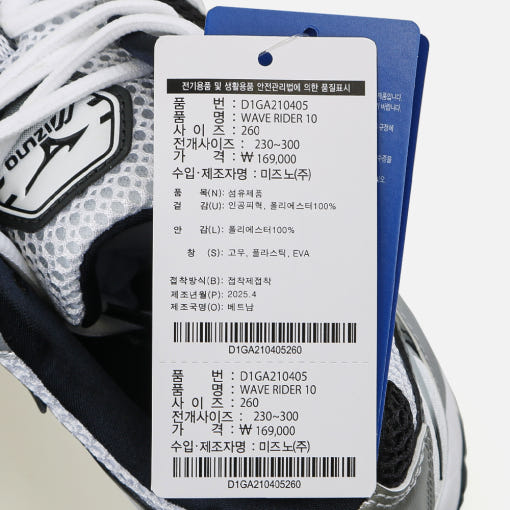 MIZUNO
전기용품 및 생활용품 안전관리법에 의한 품질표시
품 번 : D1GA210405
품 명 : WAVE RIDER 10
사 이 즈 : 260
전개사이즈 : 230~300
가 격 : ₩ 169,000
수입·제조자명 : 미즈노(주)
품 목(N): 섬유제품
겉 감(U): 인공피혁, 폴리에스터100%
안 감(L): 폴리에스터100%
창 (S): 고무, 플라스틱, EVA
접착방식(B) : 접착제접착
제조년월(P) : 2025.4
제조국명(O) : 베트남
D1GA210405260
품 번 : D1GA210405
품 명 : WAVE RIDER 10
사 이 즈 : 260
전개사이즈 : 230~300
가 격 : ₩ 169,000
수입·제조자명 : 미즈노(주)
D1GA210405260